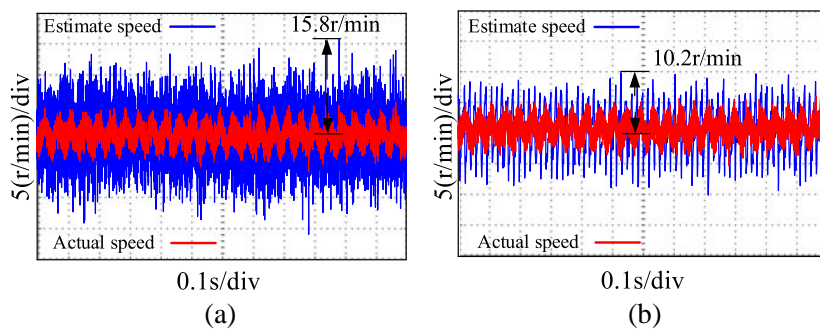 Estimate speed
15.8r/min
5(r/min)/div
Actual speed
0.1s/div
(a)
Estimate speed
10.2r/min
5(r/min)/div
Actual speed
0.1s/div
(b)